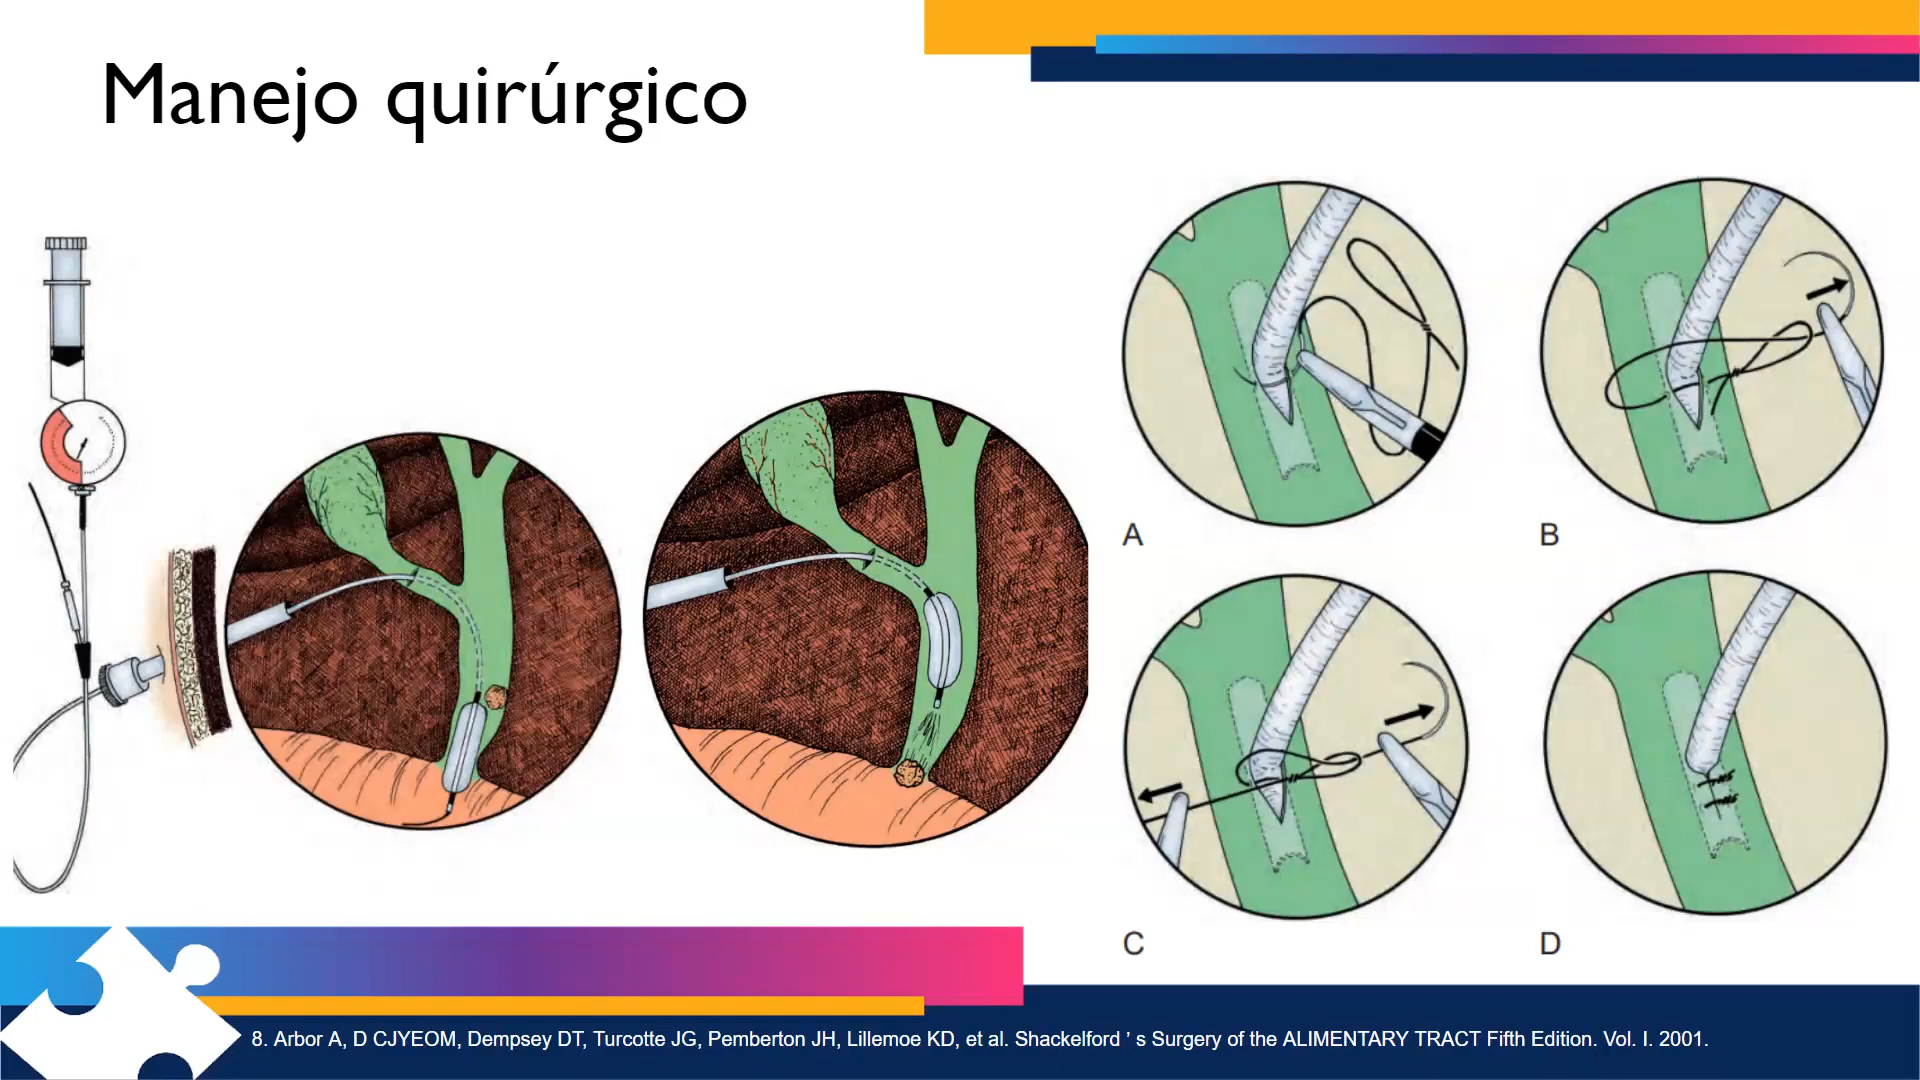 Manejo quirúrgico
A
B
C
D
8. Arbor A, D CJYEOM, Dempsey DT, Turcotte JG, Pemberton JH, Lillemoe KD, et al. Shackelford ’ s Surgery of the ALIMENTARY TRACT Fifth Edition. Vol. I. 2001.